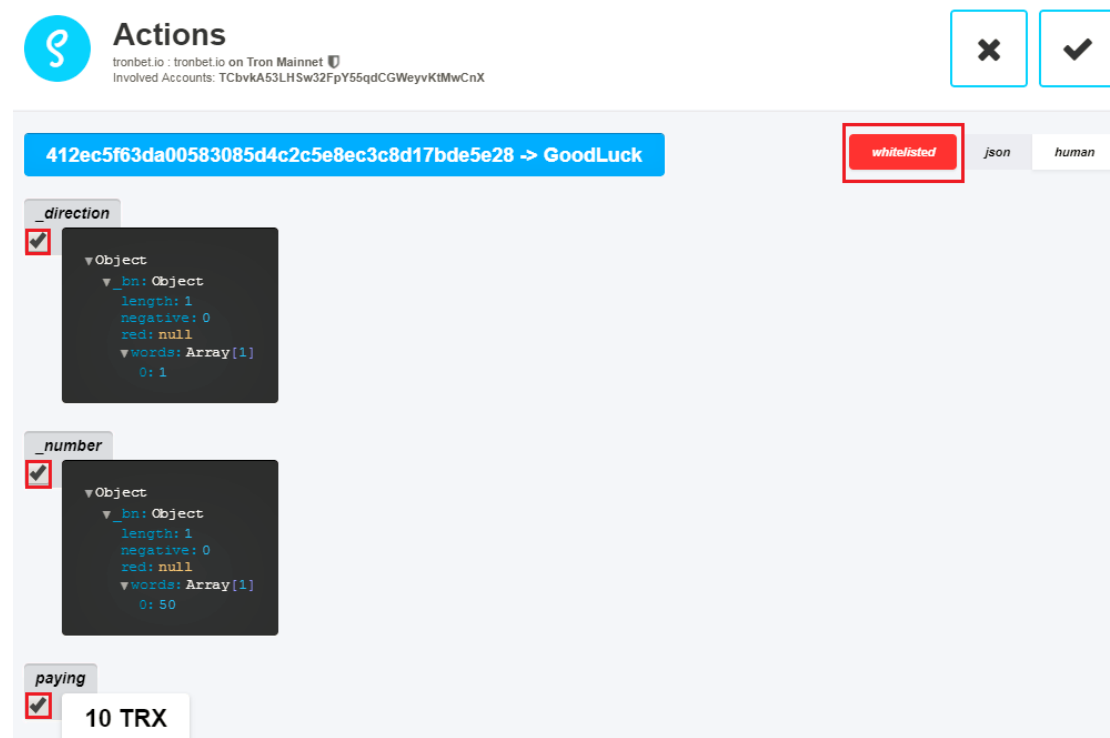 Actions
tronbet.io : tronbet.io on Tron Mainnet
Involved Accounts: TCbvkA53LHSw32FpY55qdCGWeyvKtMwCnX
412ec5f63da00583085d4c2c5e8ec3c8d17bde5e28 -> GoodLuck
whitelisted json human
_direction
▼Object
▼_bn: Object
length: 1
negative: 0
red: null
▼words: Array[1]
0: 1
_number
▼Object
▼_bn: Object
length: 1
negative: 0
red: null
▼words: Array[1]
0: 50
paying
10 TRX